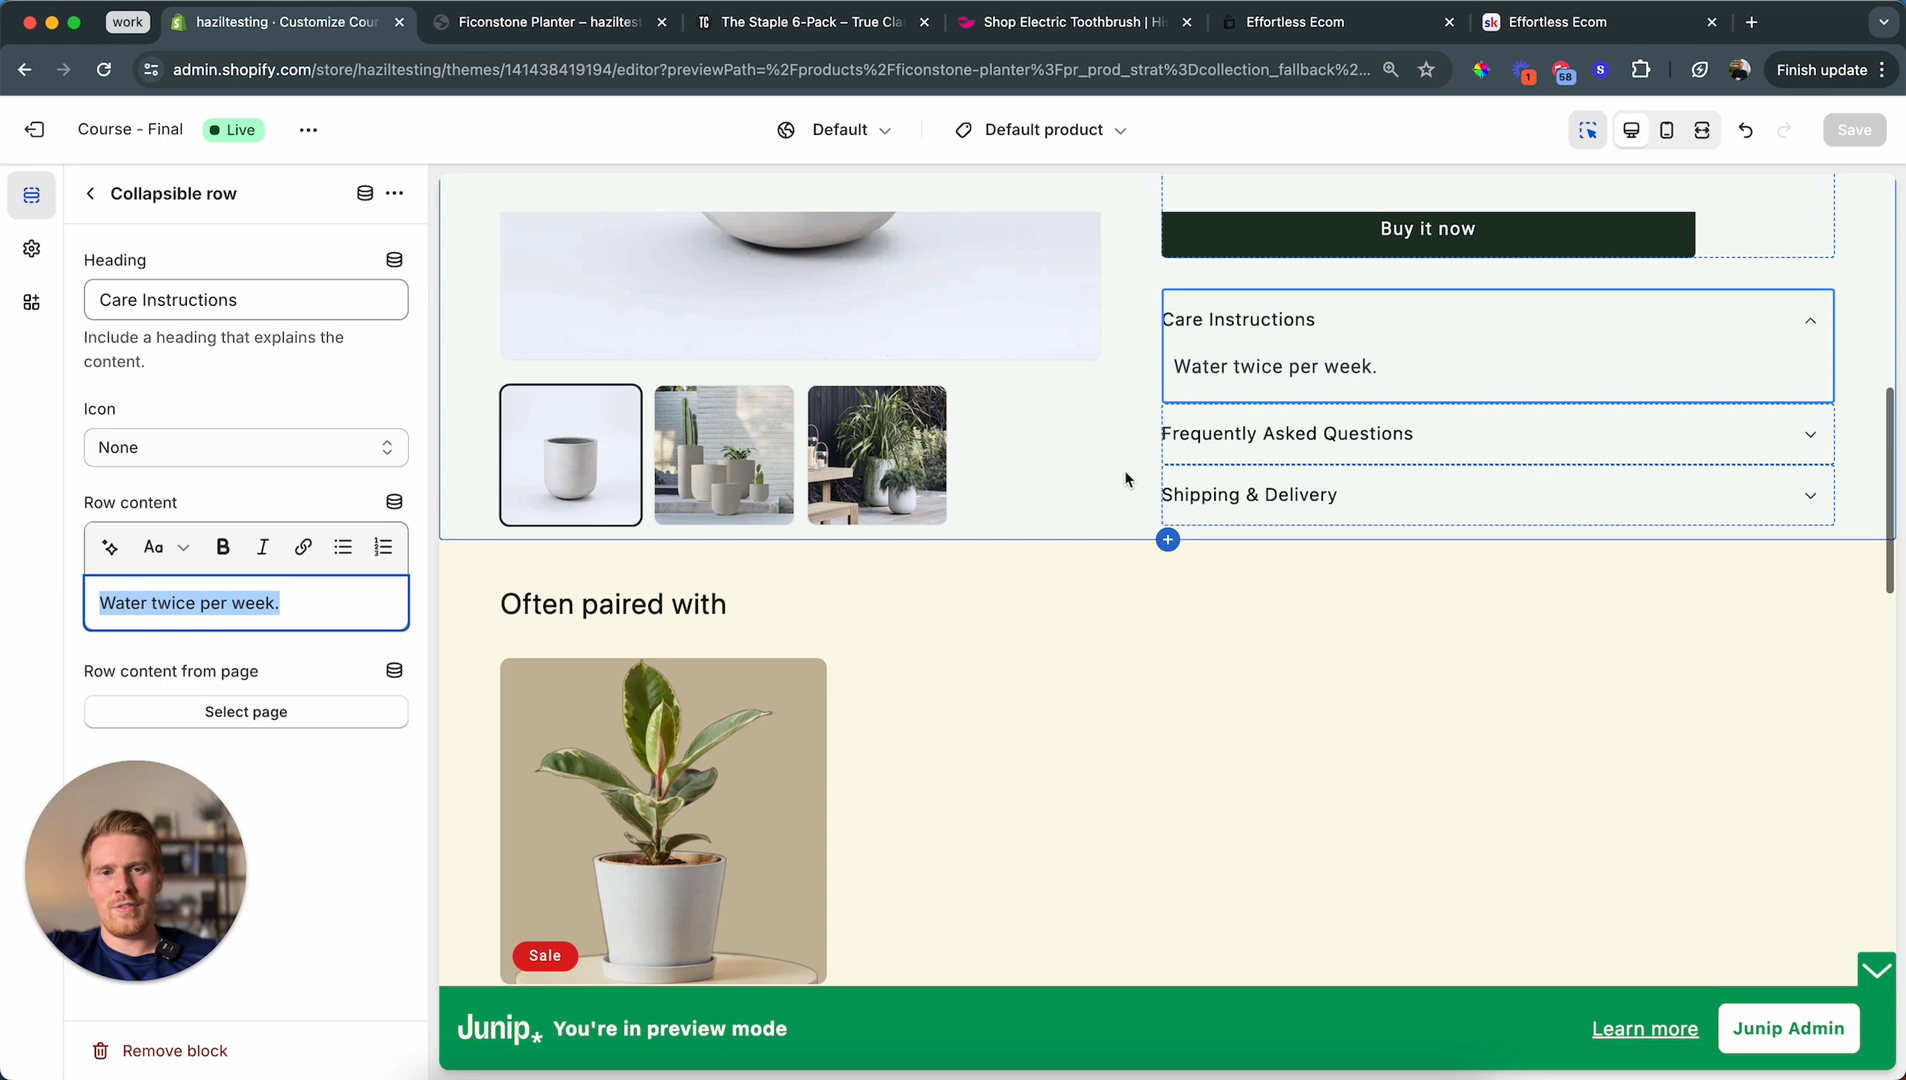 work
haziltesting · Customize Cour
Ficonstone Planter – haziltest
TC
The Staple 6-Pack – True Cla
Shop Electric Toothbrush | Hi
Effortless Ecom
sk
Effortless Ecom
admin.shopify.com/store/haziltesting/themes/141438419194/editor?previewPath=%2Fproducts%2Fficonstone-planter%3Fpr_prod_strat%3Dcollection_fallback%2...
1
58
S
Finish update
Course - Final
Live
Default
Default product
Save
Collapsible row
Heading
Care Instructions
Include a heading that explains the
content.
Icon
None
Row content
Aa
B
I
Water twice per week.
Row content from page
Select page
Remove block
Buy it now
Care Instructions
Water twice per week.
Frequently Asked Questions
Shipping & Delivery
Often paired with
Sale
Junip*
You're in preview mode
Learn more
Junip Admin